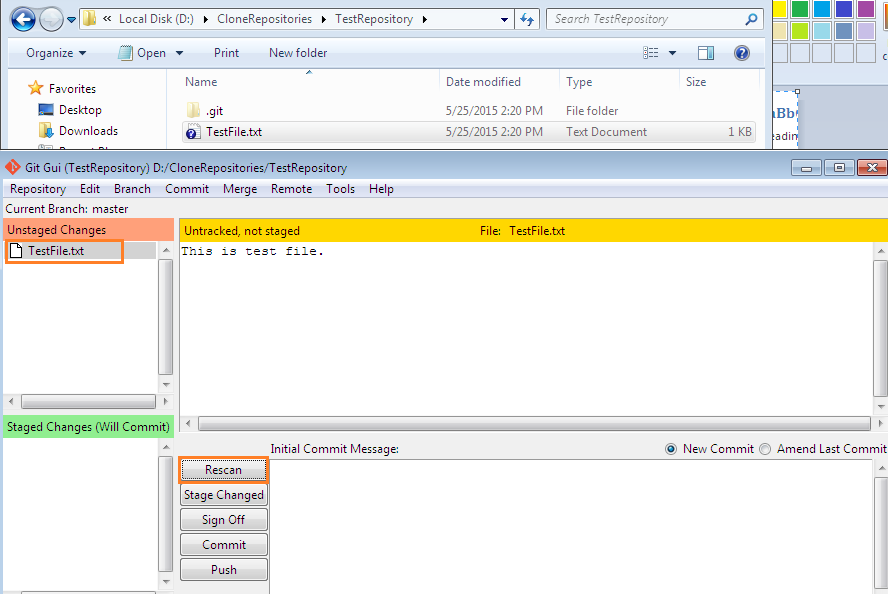 « Local Disk (D:) ▸ CloneRepositories ▸ TestRepository ▸ Search TestRepository
Organize Open Print New folder
Name Date modified Type Size
Favorites
Desktop
Downloads
.git 5/25/2015 2:20 PM File folder
TestFile.txt 5/25/2015 2:20 PM Text Document 1 KB
Git Gui (TestRepository) D:/CloneRepositories/TestRepository
Repository Edit Branch Commit Merge Remote Tools Help
Current Branch: master
Unstaged Changes
TestFile.txt
Untracked, not staged File: TestFile.txt
This is test file.
Staged Changes (Will Commit)
Initial Commit Message: New Commit Amend Last Commit
Rescan
Stage Changed
Sign Off
Commit
Push